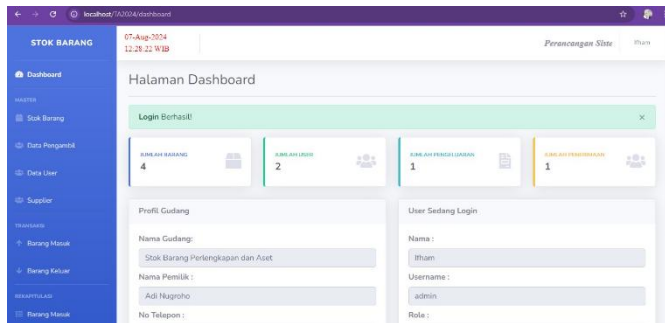 localhost/TA2024/dashboard
STOK BARANG
Dashboard
MASTER
Stok Barang
Data Pengambil
Data User
Supplier
TRANSAKSI
Barang Masuk
Barang Keluar
REKAPITULASI
Barang Masuk
07-Aug-2024
12:28:22 WIB
Perancangan Siste
Ifham
Halaman Dashboard
Login Berhasil!
×
JUMLAH BARANG
4
JUMLAH USER
2
JUMLAH PENGELUARAN
1
JUMLAH PENERIMAAN
1
Profil Gudang
Nama Gudang:
Stok Barang Perlengkapan dan Aset
Nama Pemilik :
Adi Nugroho
No Telepon :
User Sedang Login
Nama :
Ifham
Username :
admin
Role :